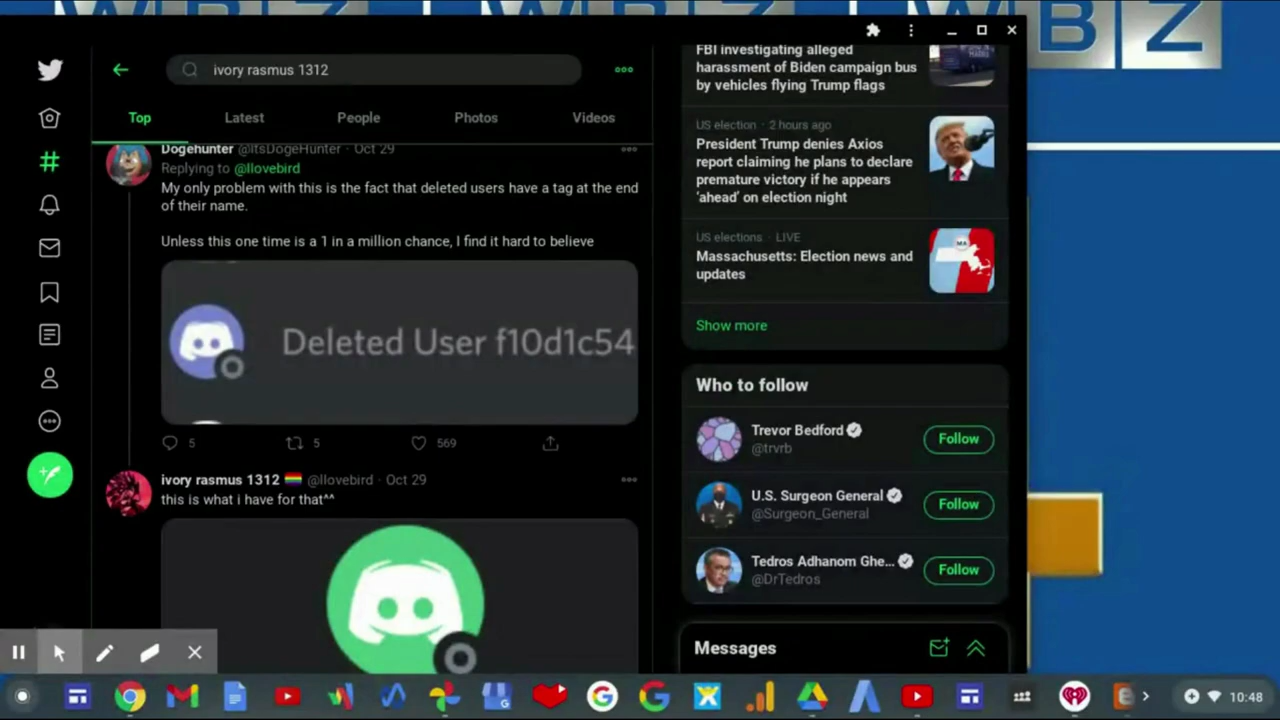 WBZ
WBZ
WBZ
ivory rasmus 1312
Top
Latest
People
Photos
Videos
Dogehunter @ItsDogeHunter · Oct 29
Replying to @llovebird
My only problem with this is the fact that deleted users have a tag at the end
of their name.
Unless this one time is a 1 in a million chance, I find it hard to believe
Deleted User f10d1c54
5
5
569
ivory rasmus 1312 @llovebird · Oct 29
this is what i have for that^^
FBI investigating alleged
harassment of Biden campaign bus
by vehicles flying Trump flags
US election · 2 hours ago
President Trump denies Axios
report claiming he plans to declare
premature victory if he appears
‘ahead’ on election night
US elections · LIVE
Massachusetts: Election news and
updates
MA
Show more
Who to follow
Trevor Bedford
@trvrb
Follow
U.S. Surgeon General
@Surgeon_General
Follow
Tedros Adhanom Ghe...
@DrTedros
Follow
Messages
10:48